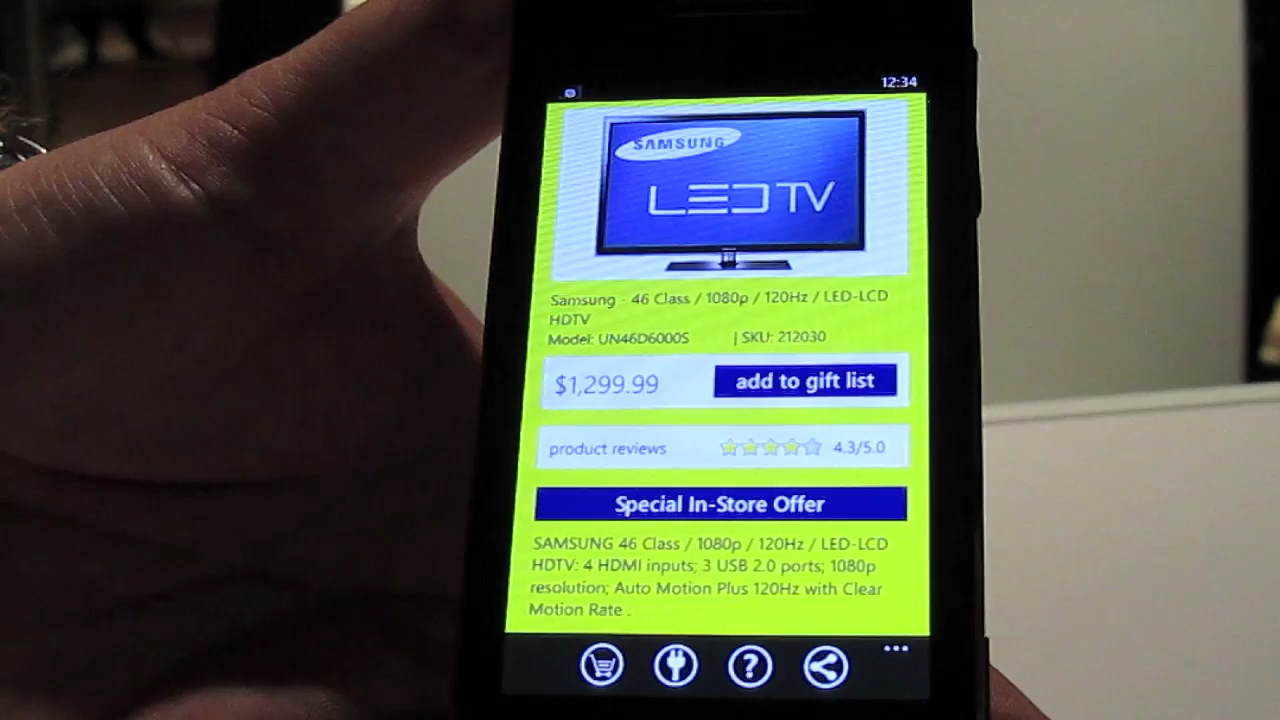 12:34
SAMSUNG
LED TV
Samsung - 46 Class / 1080p / 120Hz / LED-LCD
HDTV
Model: UN46D6000S | SKU: 212030
$1,299.99
add to gift list
product reviews
4.3/5.0
Special In-Store Offer
SAMSUNG 46 Class / 1080p / 120Hz / LED-LCD
HDTV: 4 HDMI inputs; 3 USB 2.0 ports; 1080p
resolution; Auto Motion Plus 120Hz with Clear
Motion Rate .